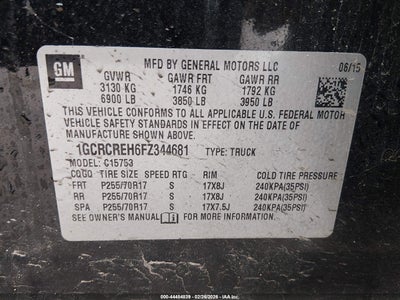 GM
MFD BY GENERAL MOTORS LLC 06/15
GVWR GAWR FRT GAWR RR
3130 KG 1746 KG 1792 KG
6900 LB 3850 LB 3950 LB
THIS VEHICLE CONFORMS TO ALL APPLICABLE U.S. FEDERAL MOTOR
VEHICLE SAFETY STANDARDS IN EFFECT ON THE DATE OF
MANUFACTURE SHOWN ABOVE.
1GCRCREH6FZ344681 TYPE: TRUCK
MODEL: C15753
TIRE SIZE SPEED RTG RIM COLD TIRE PRESSURE
FRT P255/70R17 S 17X8J 240KPA(35PSI)
RR P255/70R17 S 17X8J 240KPA(35PSI)
SPA P255/70R17 S 17X7.5J 240KPA(35PSI)
SEE OWNER'S MANUAL FOR MORE INFORMATION.
000-44484039 - 02/26/2026 - IAA, Inc.